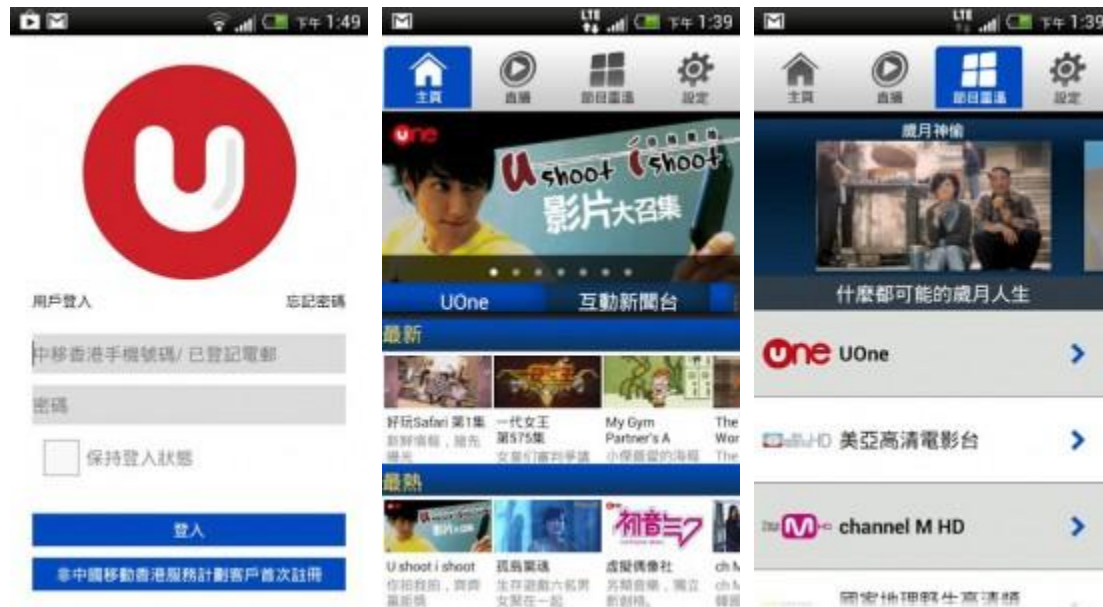 下午 1:49
用戶登入
忘記密碼
中移香港手機號碼/ 已登記電郵
密碼
保持登入狀態
登入
非中國移動香港服務計劃客戶首次註冊
LTE
下午 1:39
主頁
直播
節目重溫
設定
one
U shoot i shoot
影片大召集
UOne
互動新聞台
最新
好玩Safari 第1集
一代女王
第575集
My Gym
Partner's A
The
最熱
U shoot i shoot
孤島驚魂
虛擬偶像社
初音ミク
ch M
LTE
下午 1:39
主頁
直播
節目重溫
設定
歲月神偷
什麼都可能的歲月人生
one
UOne
美亞高清電影台
channel M HD